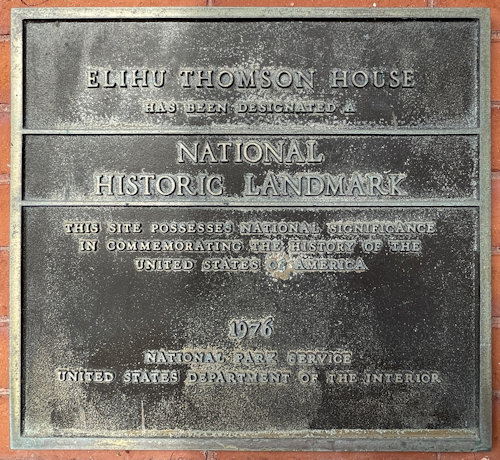 ELIHU THOMSON HOUSE
HAS BEEN DESIGNATED A
NATIONAL
HISTORIC LANDMARK
THIS SITE POSSESSES NATIONAL SIGNIFICANCE
IN COMMEMORATING THE HISTORY OF THE
UNITED STATES OF AMERICA
1976
NATIONAL PARK SERVICE
UNITED STATES DEPARTMENT OF THE INTERIOR